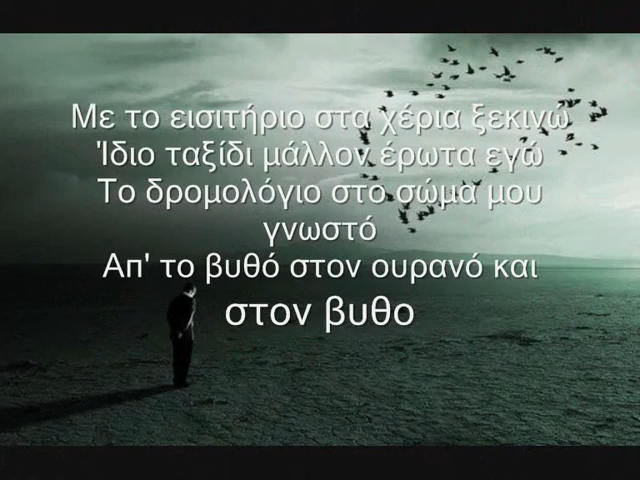 Με το εισιτήριο στα χέρια ξεκινώ
Ίδιο ταξίδι μάλλον έρωτα εγώ
Το δρομολόγιο στο σώμα μου
γνωστό
Απ' το βυθό στον ουρανό και
στον βυθο